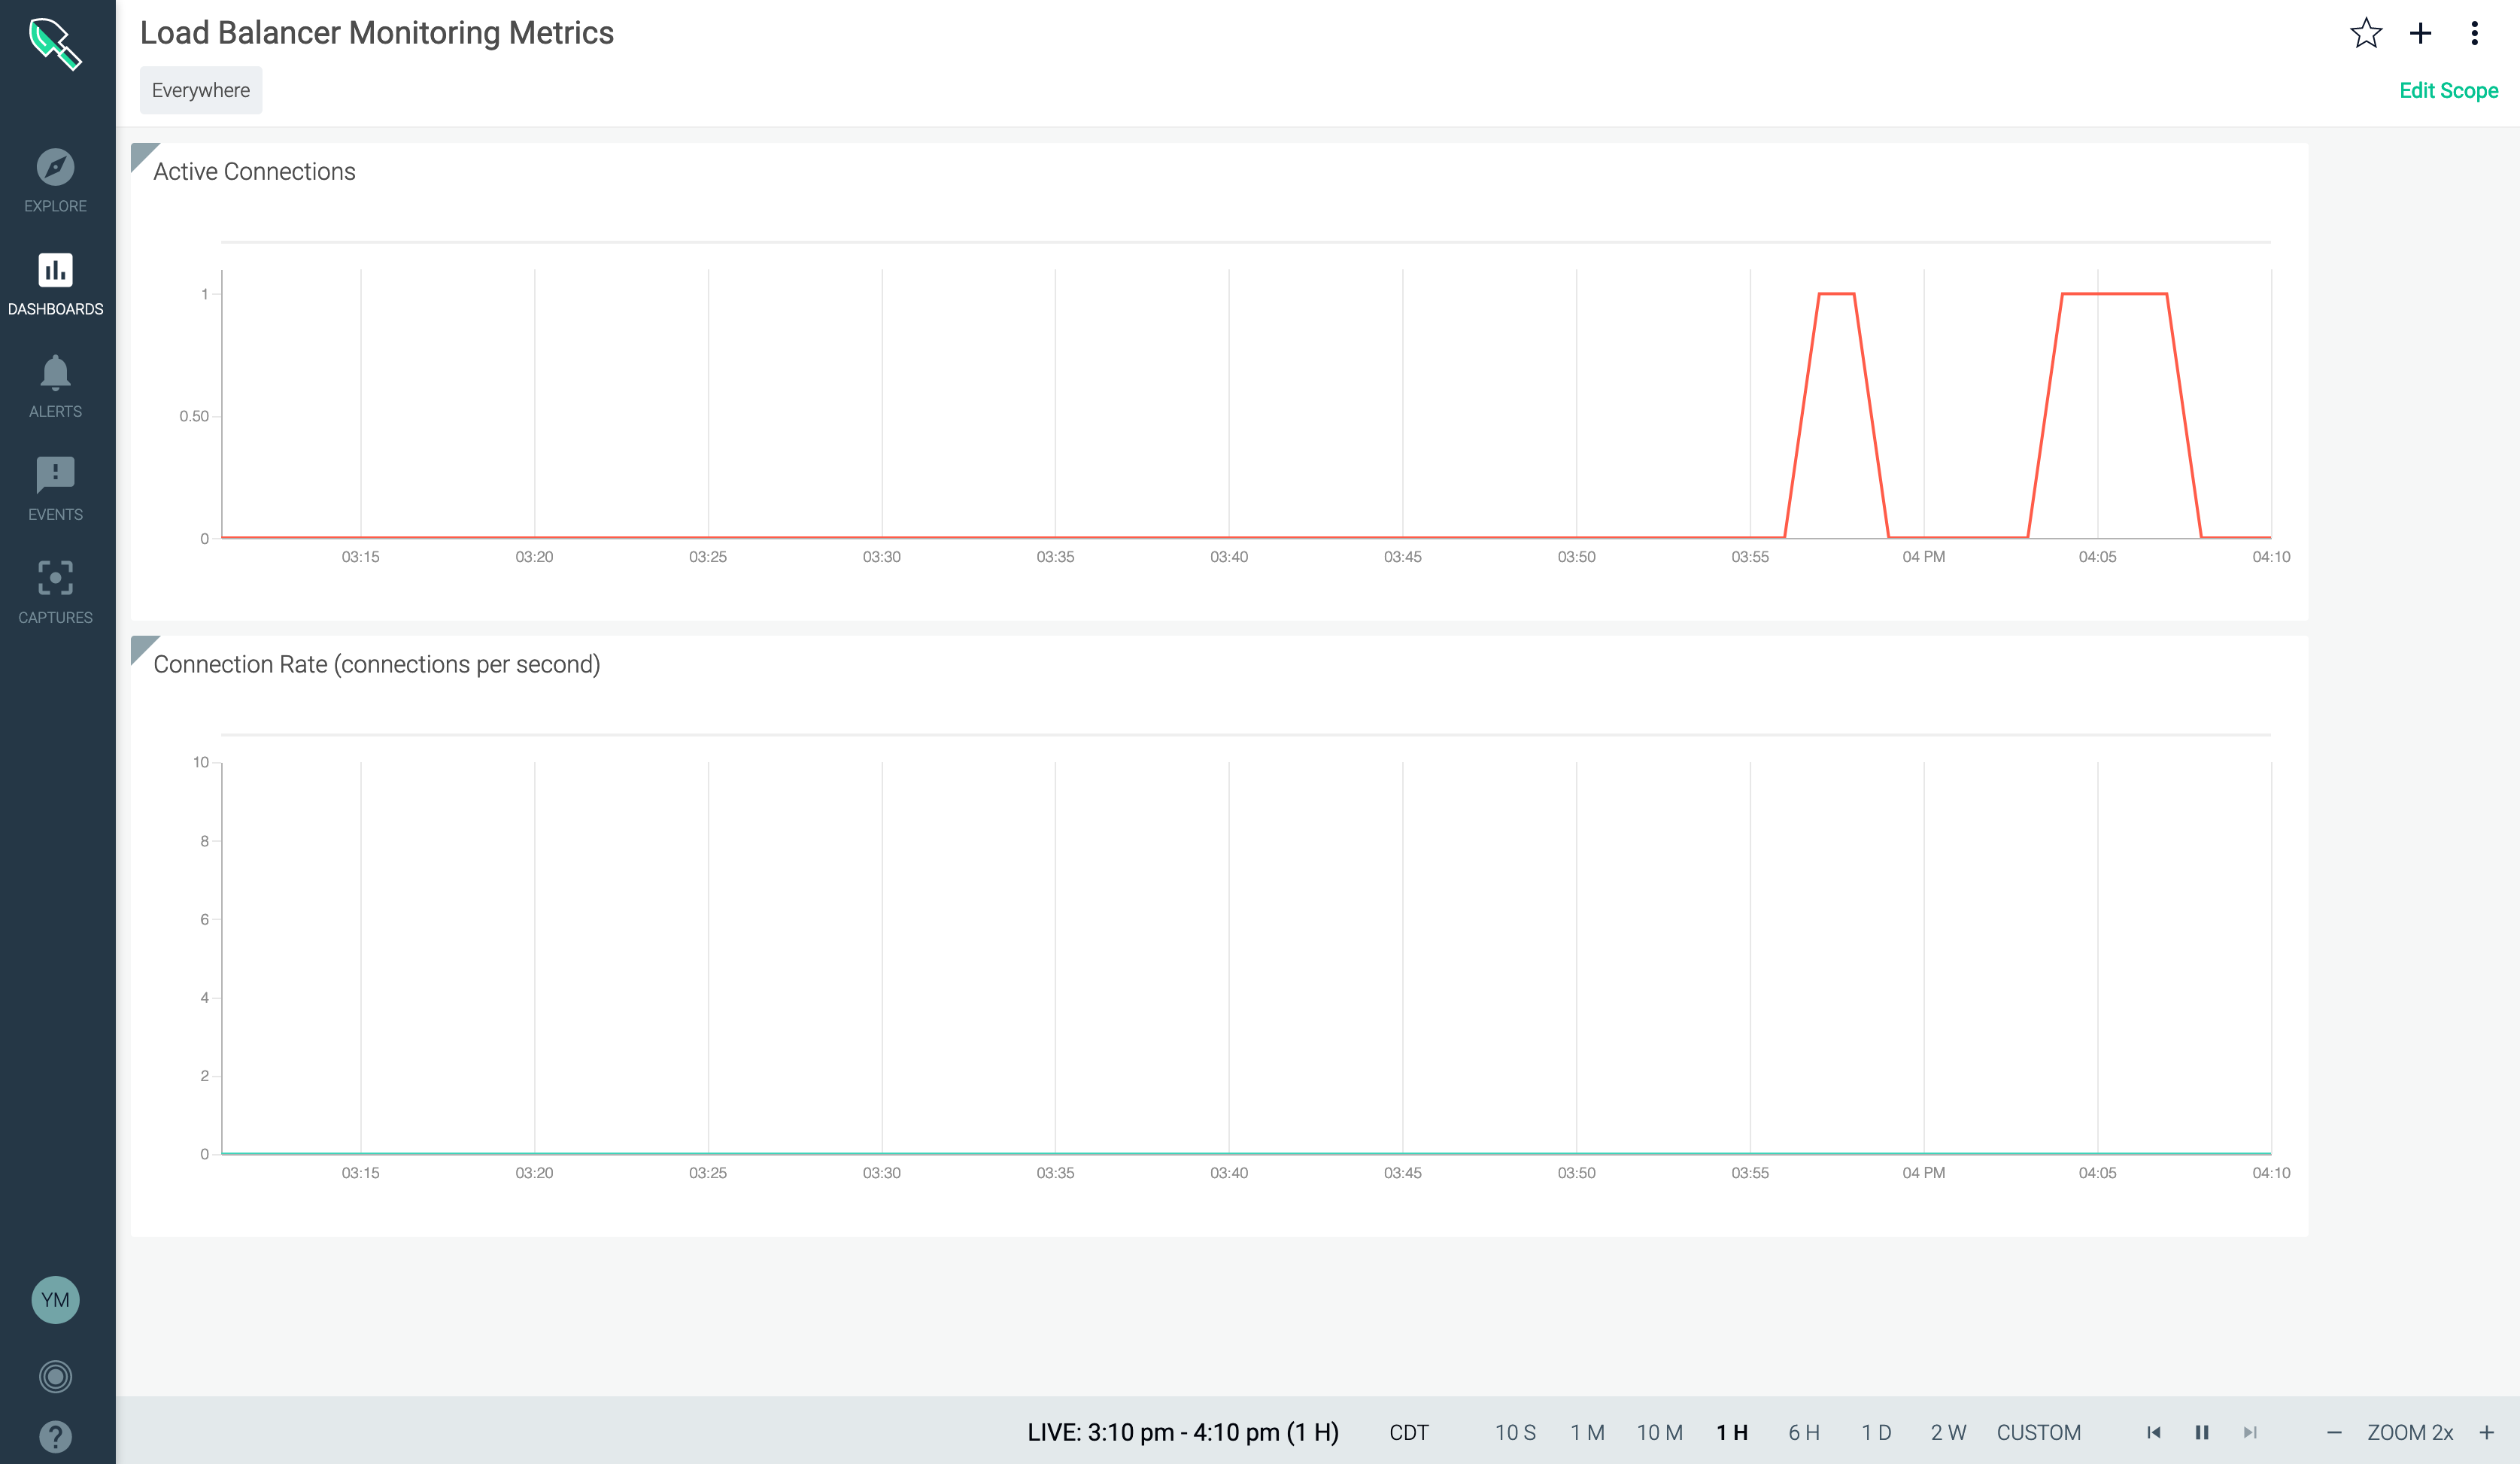 Load Balancer Monitoring Metrics
Everywhere
Edit Scope
EXPLORE
DASHBOARDS
ALERTS
EVENTS
CAPTURES
YM
Active Connections
1
0.50
0
03:15 03:20 03:25 03:30 03:35 03:40 03:45 03:50 03:55 04 PM 04:05 04:10
Connection Rate (connections per second)
10
8
6
4
2
0
03:15 03:20 03:25 03:30 03:35 03:40 03:45 03:50 03:55 04 PM 04:05 04:10
LIVE: 3:10 pm - 4:10 pm (1 H) CDT 10 S 1 M 10 M 1 H 6 H 1 D 2 W CUSTOM ZOOM 2x